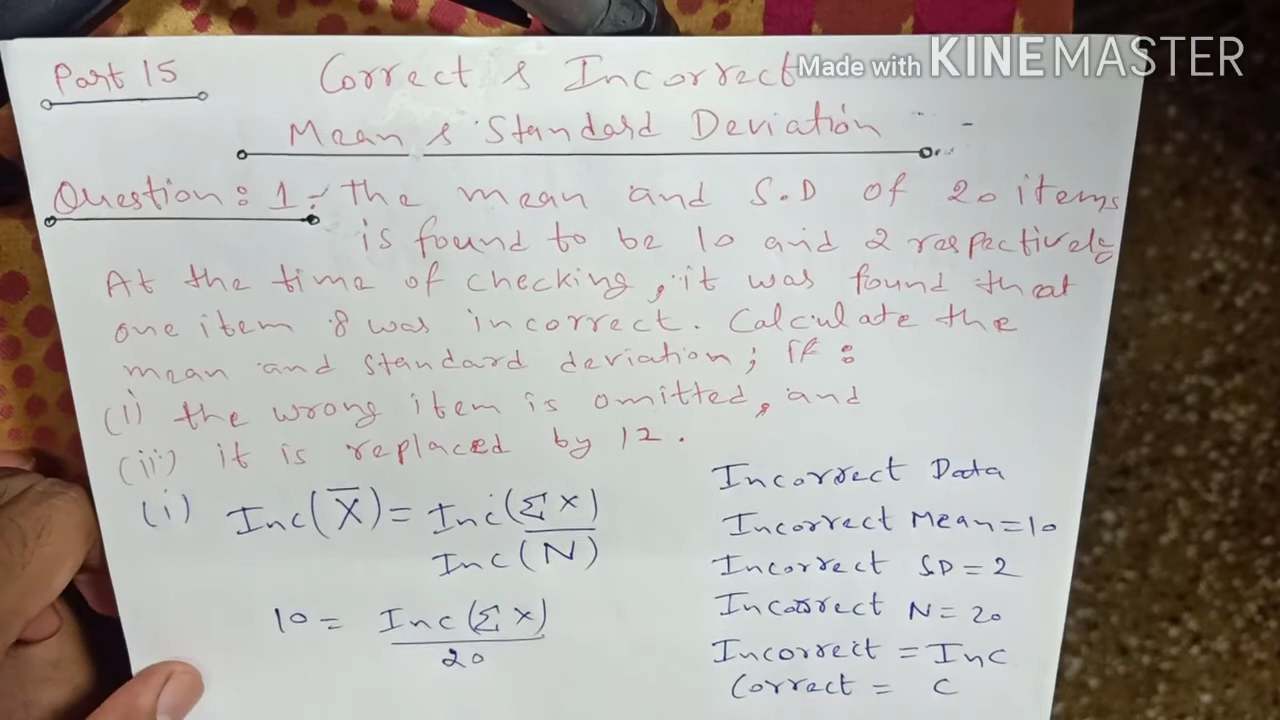 Part 15
Correct & Incorrect
Made with KINEMASTER
Mean & Standard Deviation
Question: 1:- The mean and S.D of 20 items
is found to be 10 and 2 respectively
At the time of checking, it was found that
one item 8 was incorrect. Calculate the
mean and standard deviation; if:
(i) the wrong item is omitted, and
(ii) it is replaced by 12.
(i) Inc(X̅) = Inc(Σx)
Inc(N)
10 = Inc(Σx)
20
Incorrect Data
Incorrect Mean = 10
Incorrect SD = 2
Incorrect N = 20
Incorrect = Inc
Correct = C